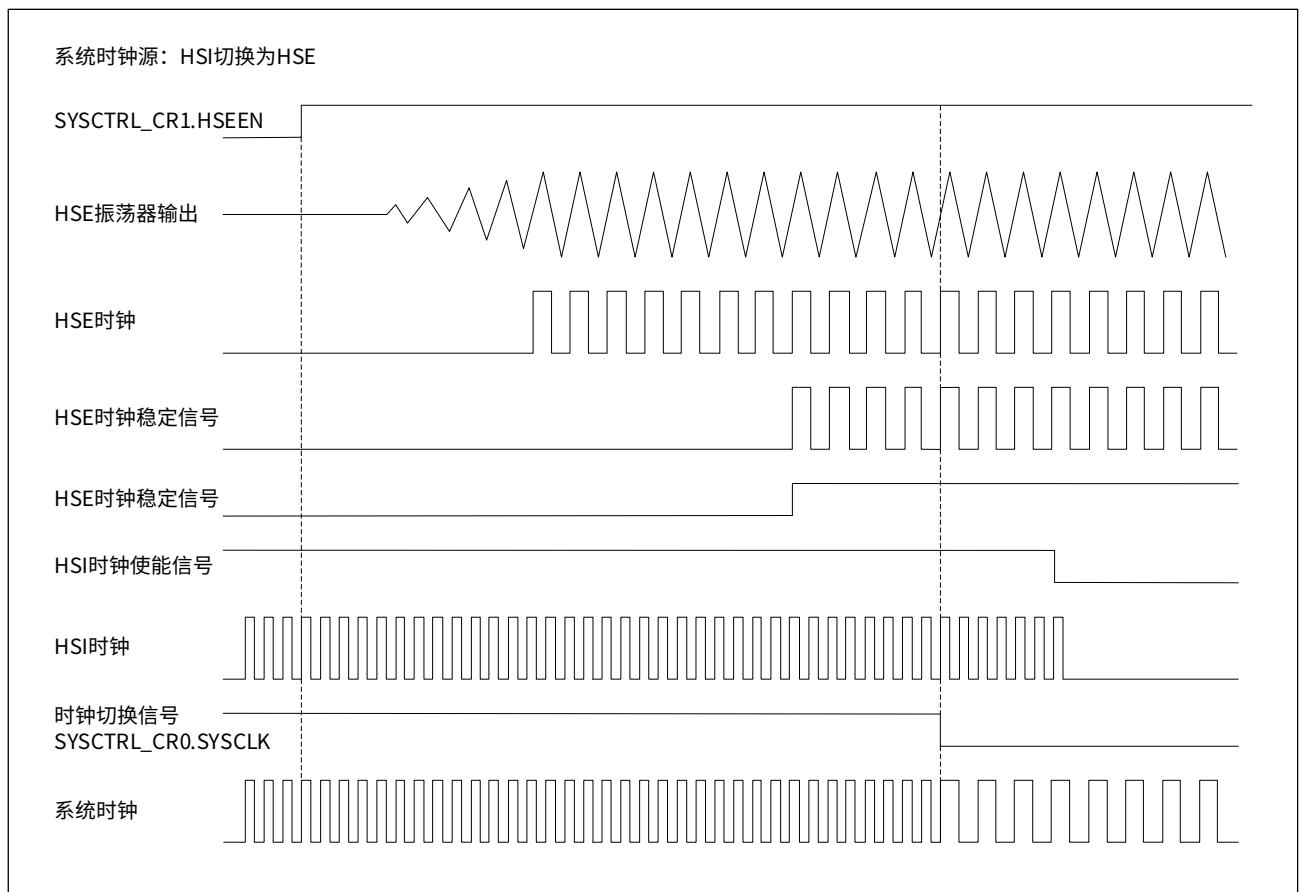 系统时钟源：HSI切换为HSE
SYSCTRL_CR1.HSEEN
HSE振荡器输出
HSE时钟
HSE时钟稳定信号
HSE时钟稳定信号
HSI时钟使能信号
HSI时钟
时钟切换信号
SYSCTRL_CR0.SYSCLK
系统时钟